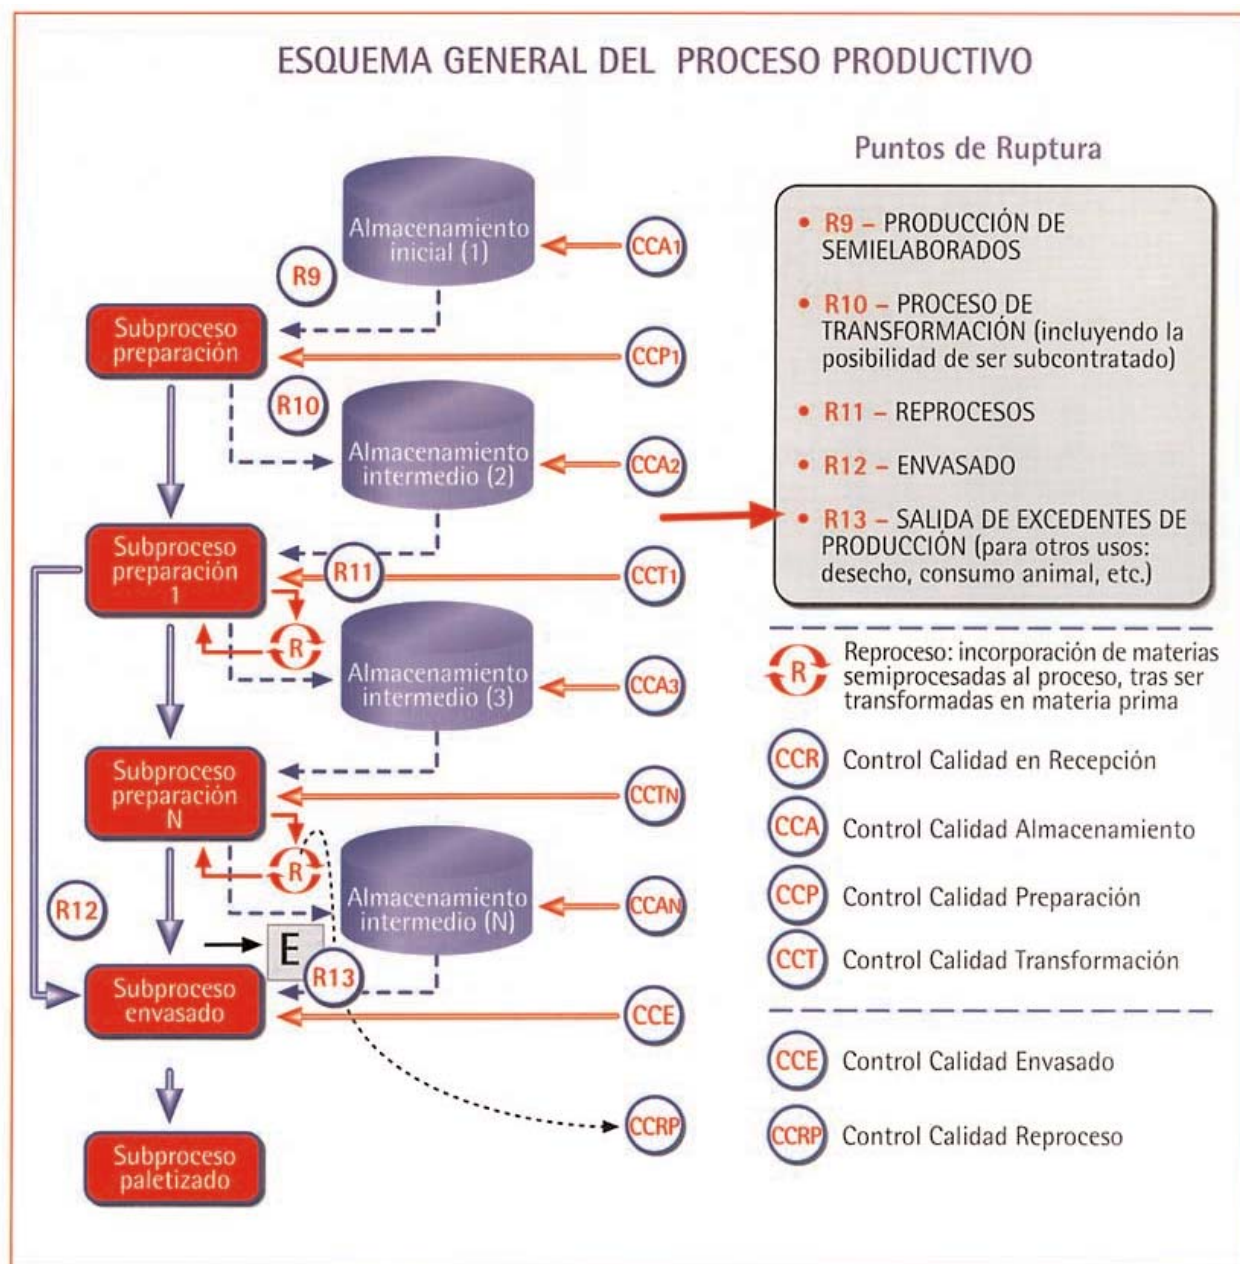 ESQUEMA GENERAL DEL PROCESO PRODUCTIVO
Almacenamiento
inicial (1)
CCA1
R9
Subproceso
preparación
CCP1
R10
Almacenamiento
intermedio (2)
CCA2
Subproceso
preparación
1
R11
CCT1
R
Almacenamiento
intermedio (3)
CCA3
Subproceso
preparación
N
CCTN
R
Almacenamiento
intermedio (N)
CCAN
R12
E
R13
Subproceso
envasado
CCE
CCRP
Subproceso
paletizado
Puntos de Ruptura
• R9 – PRODUCCIÓN DE
SEMIELABORADOS
• R10 – PROCESO DE
TRANSFORMACIÓN (incluyendo la
posibilidad de ser subcontratado)
• R11 – REPROCESOS
• R12 – ENVASADO
• R13 – SALIDA DE EXCEDENTES DE
PRODUCCIÓN (para otros usos:
desecho, consumo animal, etc.)
R
Reproceso: incorporación de materias
semiprocesadas al proceso, tras ser
transformadas en materia prima
CCR Control Calidad en Recepción
CCA Control Calidad Almacenamiento
CCP Control Calidad Preparación
CCT Control Calidad Transformación
CCE Control Calidad Envasado
CCRP Control Calidad Reproceso